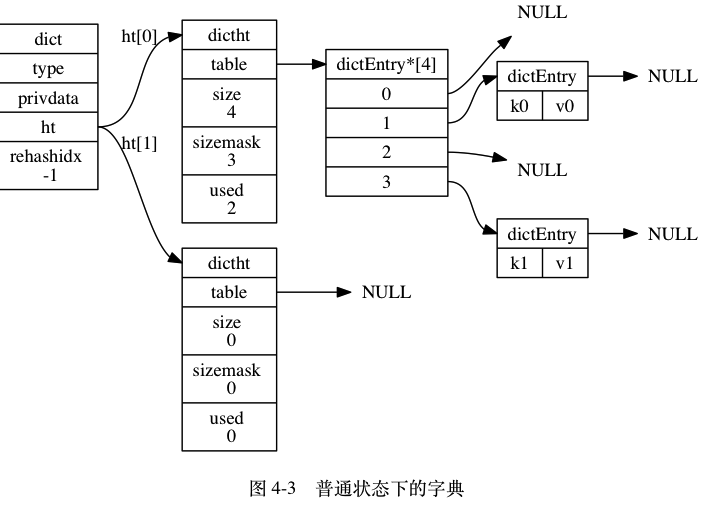 dict
type
privdata
ht
rehashidx
-1
ht[0]
ht[1]
dictht
table
size
4
sizemask
3
used
2
dictht
table
size
0
sizemask
0
used
0
NULL
dictEntry*[4]
0
1
2
3
NULL
dictEntry
k0 v0
NULL
NULL
dictEntry
k1 v1
NULL
图 4-3 普通状态下的字典